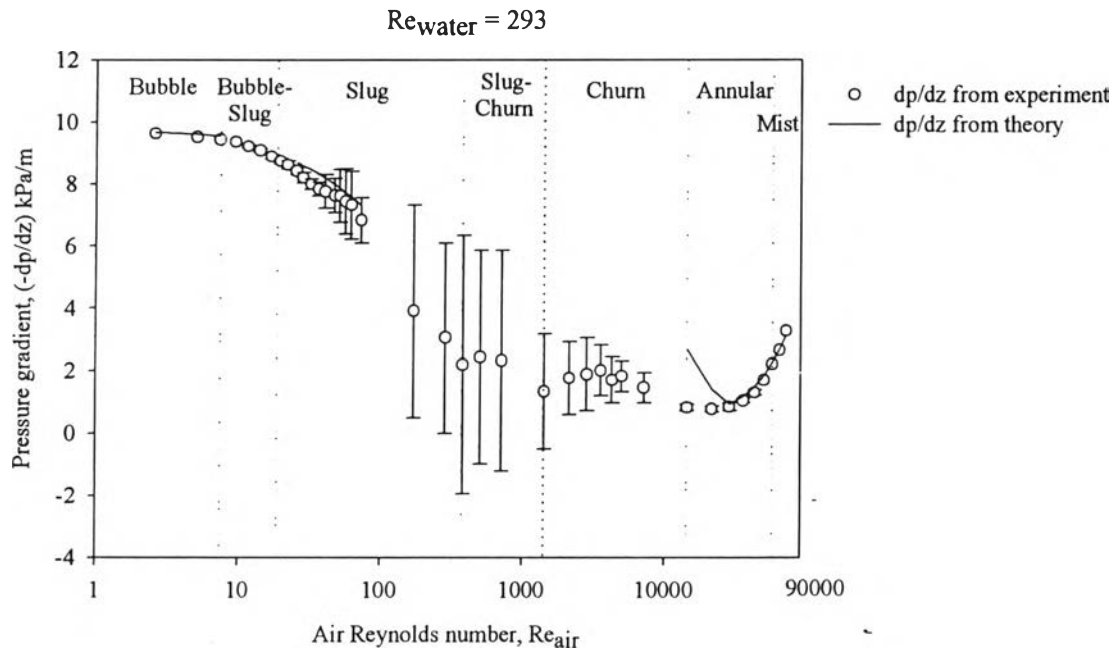 Rewater = 293
12
10
8
6
4
2
0
-2
-4
Pressure gradient, (-dp/dz) kPa/m
Bubble
Bubble-
Slug
Slug
Slug-
Churn
Churn
Annular
Mist
dp/dz from experiment
dp/dz from theory
1
10
100
1000
10000
90000
Air Reynolds number, Reair